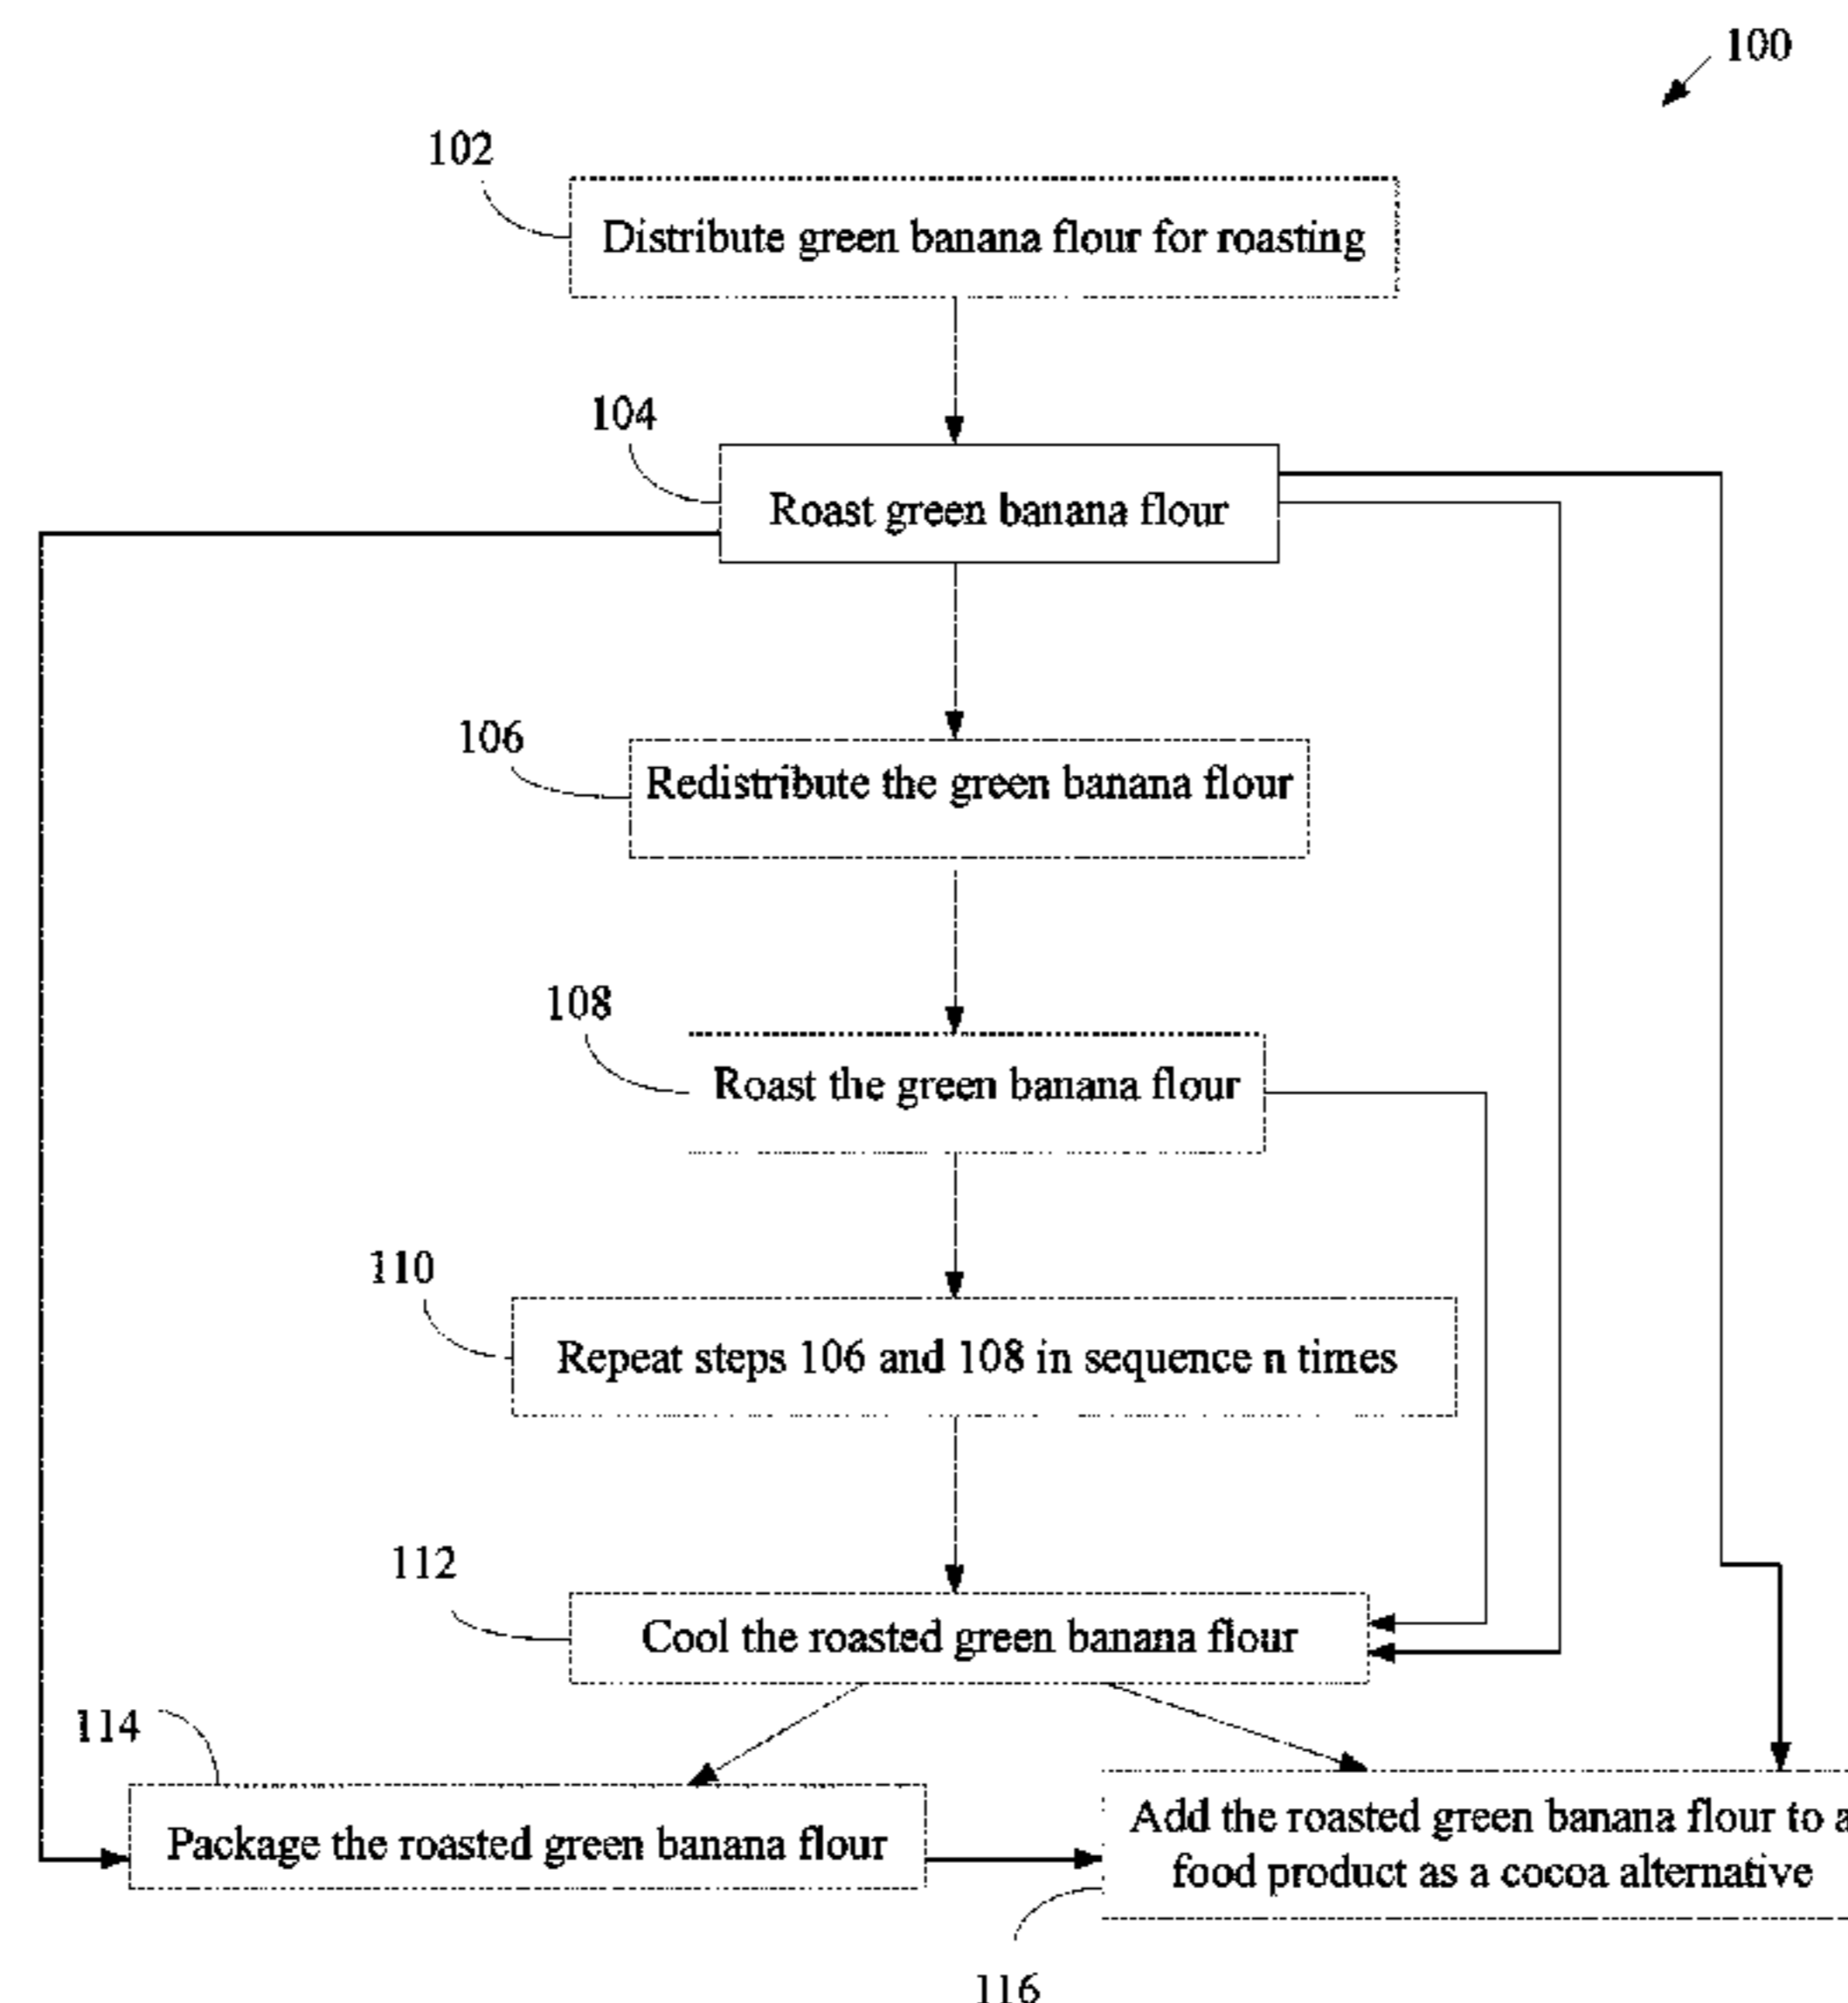 100
102
Distribute green banana flour for roasting
104
Roast green banana flour
106
Redistribute the green banana flour
108
Roast the green banana flour
110
Repeat steps 106 and 108 in sequence n times
112
Cool the roasted green banana flour
114
Package the roasted green banana flour
Add the roasted green banana flour to a
food product as a cocoa alternative
116